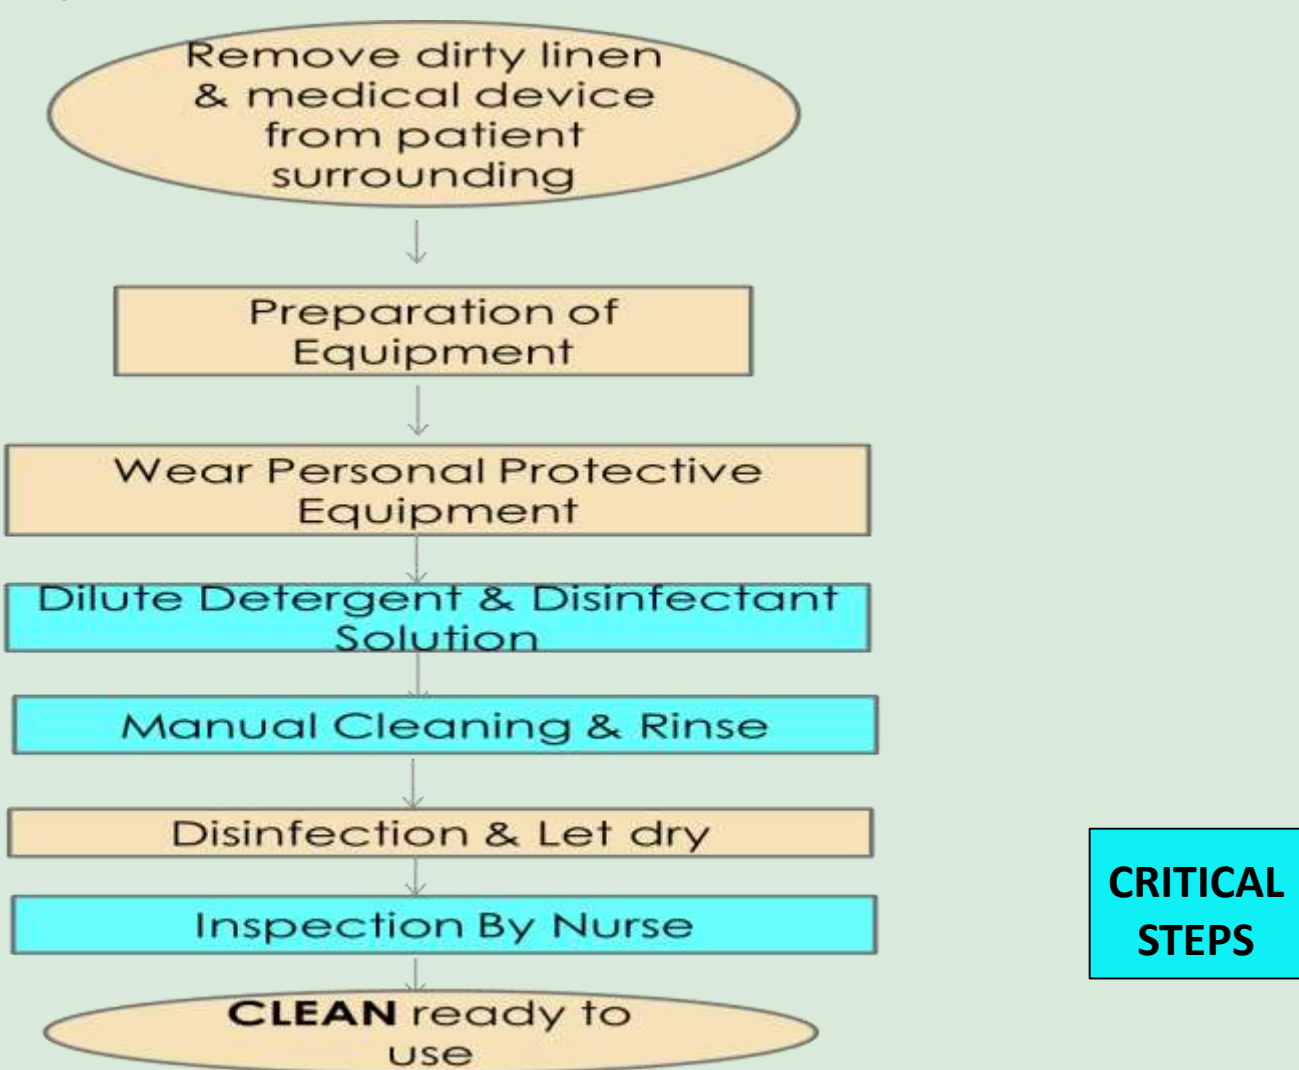 Remove dirty linen
& medical device
from patient
surrounding
Preparation of
Equipment
Wear Personal Protective
Equipment
Dilute Detergent & Disinfectant
Solution
Manual Cleaning & Rinse
Disinfection & Let dry
Inspection By Nurse
CLEAN ready to
use
CRITICAL
STEPS